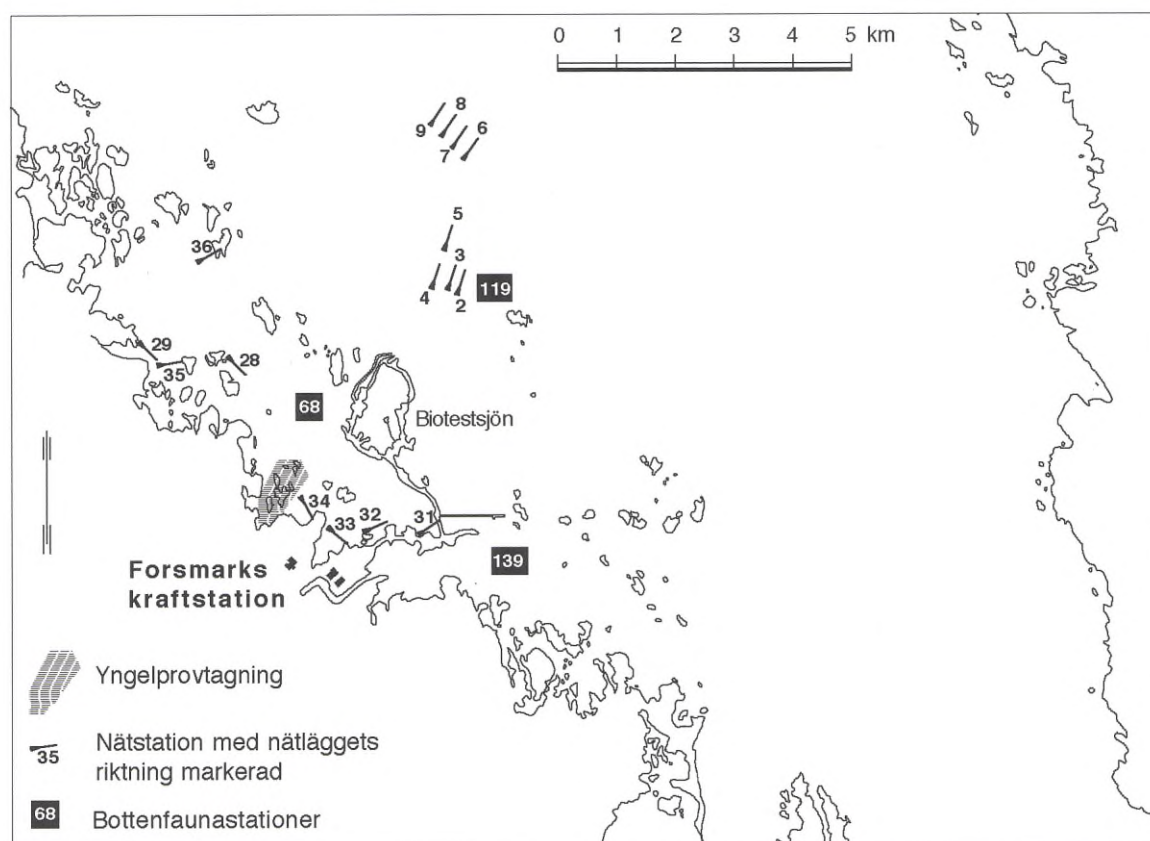 0 1 2 3 4 5 km
8
9
6
7
5
36
3
119
4
2
29
28
35
68
Biotestsjön
34
32
31
33
139
Forsmarks
kraftstation
Yngelprovtagning
Nätstation med nätläggets
35
riktning markerad
68
Bottenfaunastationer